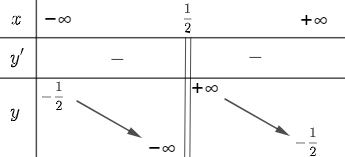 x −∞ 1/2 +∞
y′ − −
y −1/2 −∞ +∞ −1/2